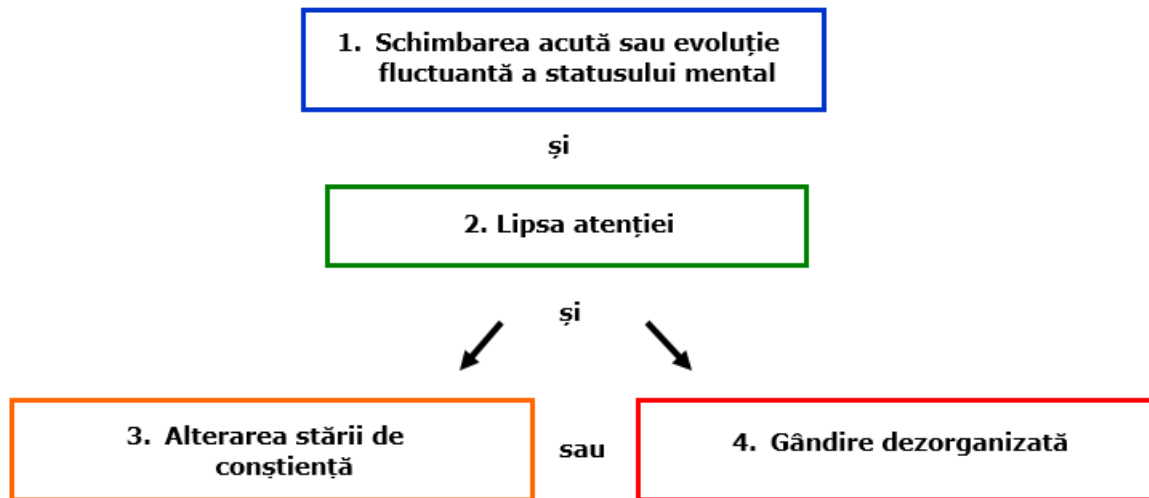 1. Schimbarea acută sau evoluție
fluctuantă a statusului mental
și
2. Lipsa atenției
și
3. Alterarea stării de
conștiență
sau
4. Gândire dezorganizată